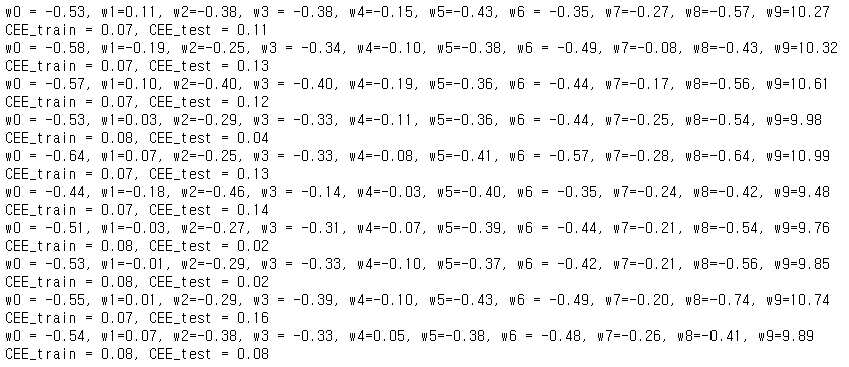 w0 = -0.53, w1=0.11, w2=-0.38, w3 = -0.38, w4=-0.15, w5=-0.43, w6 = -0.35, w7=-0.27, w8=-0.57, w9=10.27
CEE_train = 0.07, CEE_test = 0.11
w0 = -0.58, w1=-0.19, w2=-0.25, w3 = -0.34, w4=-0.10, w5=-0.38, w6 = -0.49, w7=-0.08, w8=-0.43, w9=10.32
CEE_train = 0.07, CEE_test = 0.13
w0 = -0.57, w1=0.10, w2=-0.40, w3 = -0.40, w4=-0.19, w5=-0.36, w6 = -0.44, w7=-0.17, w8=-0.56, w9=10.61
CEE_train = 0.07, CEE_test = 0.12
w0 = -0.53, w1=0.03, w2=-0.29, w3 = -0.33, w4=-0.11, w5=-0.36, w6 = -0.44, w7=-0.25, w8=-0.54, w9=9.98
CEE_train = 0.08, CEE_test = 0.04
w0 = -0.64, w1=0.07, w2=-0.25, w3 = -0.33, w4=-0.08, w5=-0.41, w6 = -0.57, w7=-0.28, w8=-0.64, w9=10.99
CEE_train = 0.07, CEE_test = 0.13
w0 = -0.44, w1=-0.18, w2=-0.46, w3 = -0.14, w4=-0.03, w5=-0.40, w6 = -0.35, w7=-0.24, w8=-0.42, w9=9.48
CEE_train = 0.07, CEE_test = 0.14
w0 = -0.51, w1=-0.03, w2=-0.27, w3 = -0.31, w4=-0.07, w5=-0.39, w6 = -0.44, w7=-0.21, w8=-0.54, w9=9.76
CEE_train = 0.08, CEE_test = 0.02
w0 = -0.53, w1=-0.01, w2=-0.29, w3 = -0.33, w4=-0.10, w5=-0.37, w6 = -0.42, w7=-0.21, w8=-0.56, w9=9.85
CEE_train = 0.08, CEE_test = 0.02
w0 = -0.55, w1=0.01, w2=-0.29, w3 = -0.39, w4=-0.10, w5=-0.43, w6 = -0.49, w7=-0.20, w8=-0.74, w9=10.74
CEE_train = 0.07, CEE_test = 0.16
w0 = -0.54, w1=0.07, w2=-0.38, w3 = -0.33, w4=0.05, w5=-0.38, w6 = -0.48, w7=-0.26, w8=-0.41, w9=9.89
CEE_train = 0.08, CEE_test = 0.08